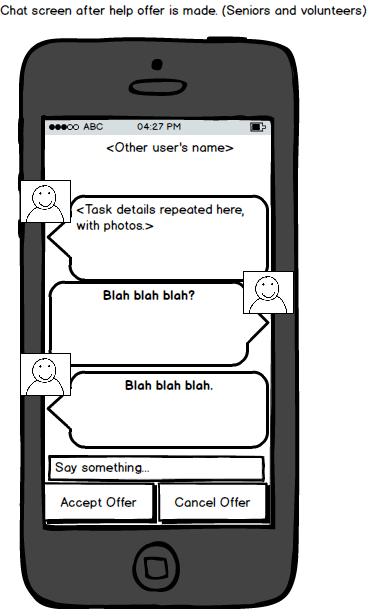 Chat screen after help offer is made. (Seniors and volunteers)
ABC 04:27 PM
<Other user's name>
<Task details repeated here,
with photos.>
Blah blah blah?
Blah blah blah.
Say something...
Accept Offer Cancel Offer